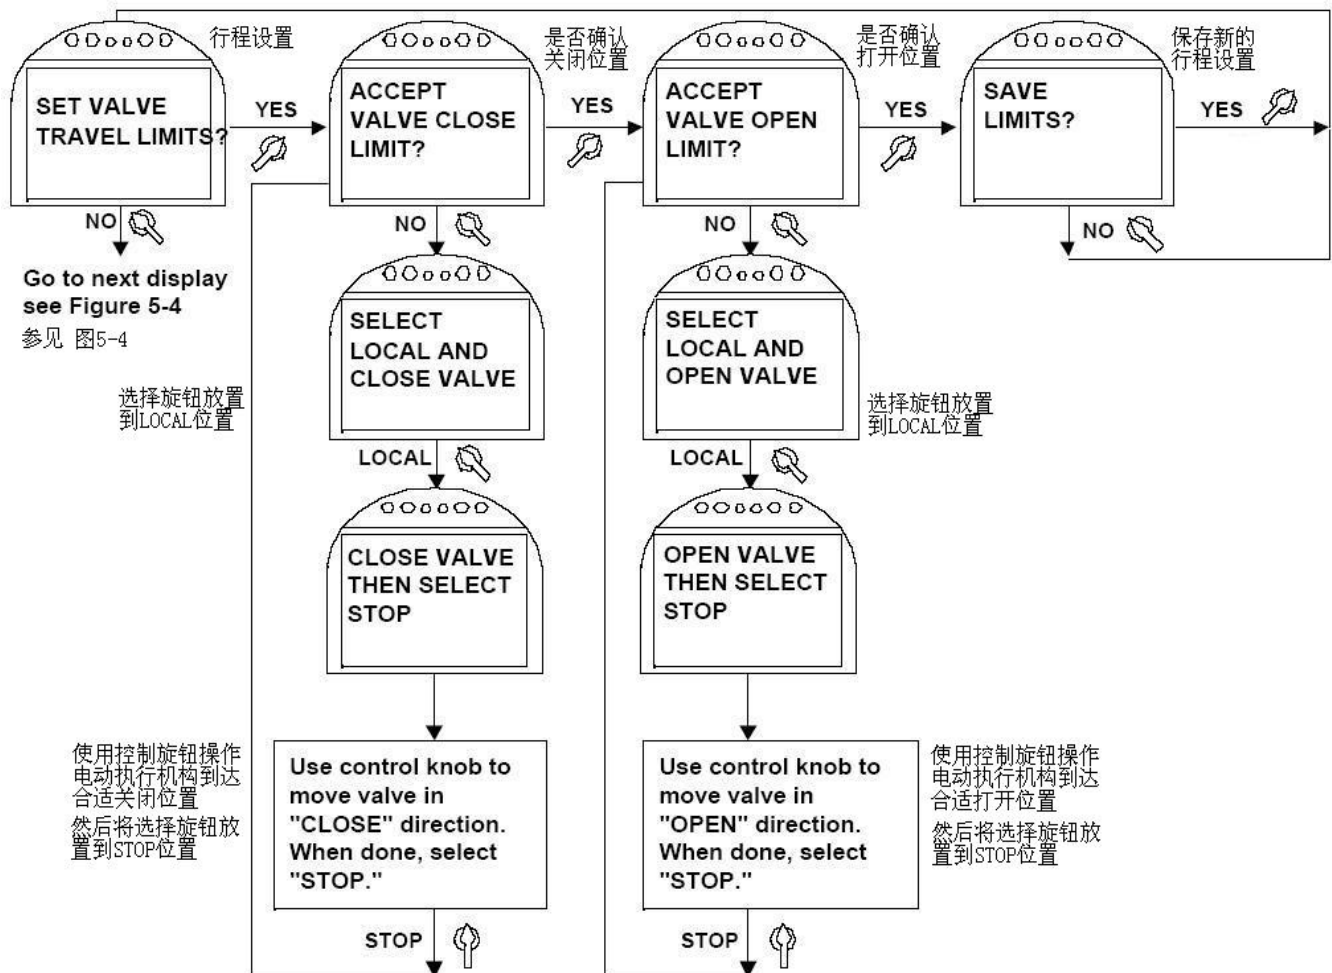 行程设置
SET VALVE
TRAVEL LIMITS?
YES
NO
Go to next display
see Figure 5-4
参见 图5-4
是否确认
关闭位置
ACCEPT
VALVE CLOSE
LIMIT?
YES
NO
SELECT
LOCAL AND
CLOSE VALVE
选择旋钮放置
到LOCAL位置
LOCAL
CLOSE VALVE
THEN SELECT
STOP
使用控制旋钮操作
电动执行机构到达
合适关闭位置
然后将选择旋钮放
置到STOP位置
Use control knob to
move valve in
"CLOSE" direction.
When done, select
"STOP."
STOP
是否确认
打开位置
ACCEPT
VALVE OPEN
LIMIT?
YES
NO
SELECT
LOCAL AND
OPEN VALVE
选择旋钮放置
到LOCAL位置
LOCAL
OPEN VALVE
THEN SELECT
STOP
Use control knob to
move valve in
"OPEN" direction.
When done, select
"STOP."
使用控制旋钮操作
电动执行机构到达
合适打开位置
然后将选择旋钮放
置到STOP位置
STOP
保存新的
行程设置
SAVE
LIMITS?
YES
NO